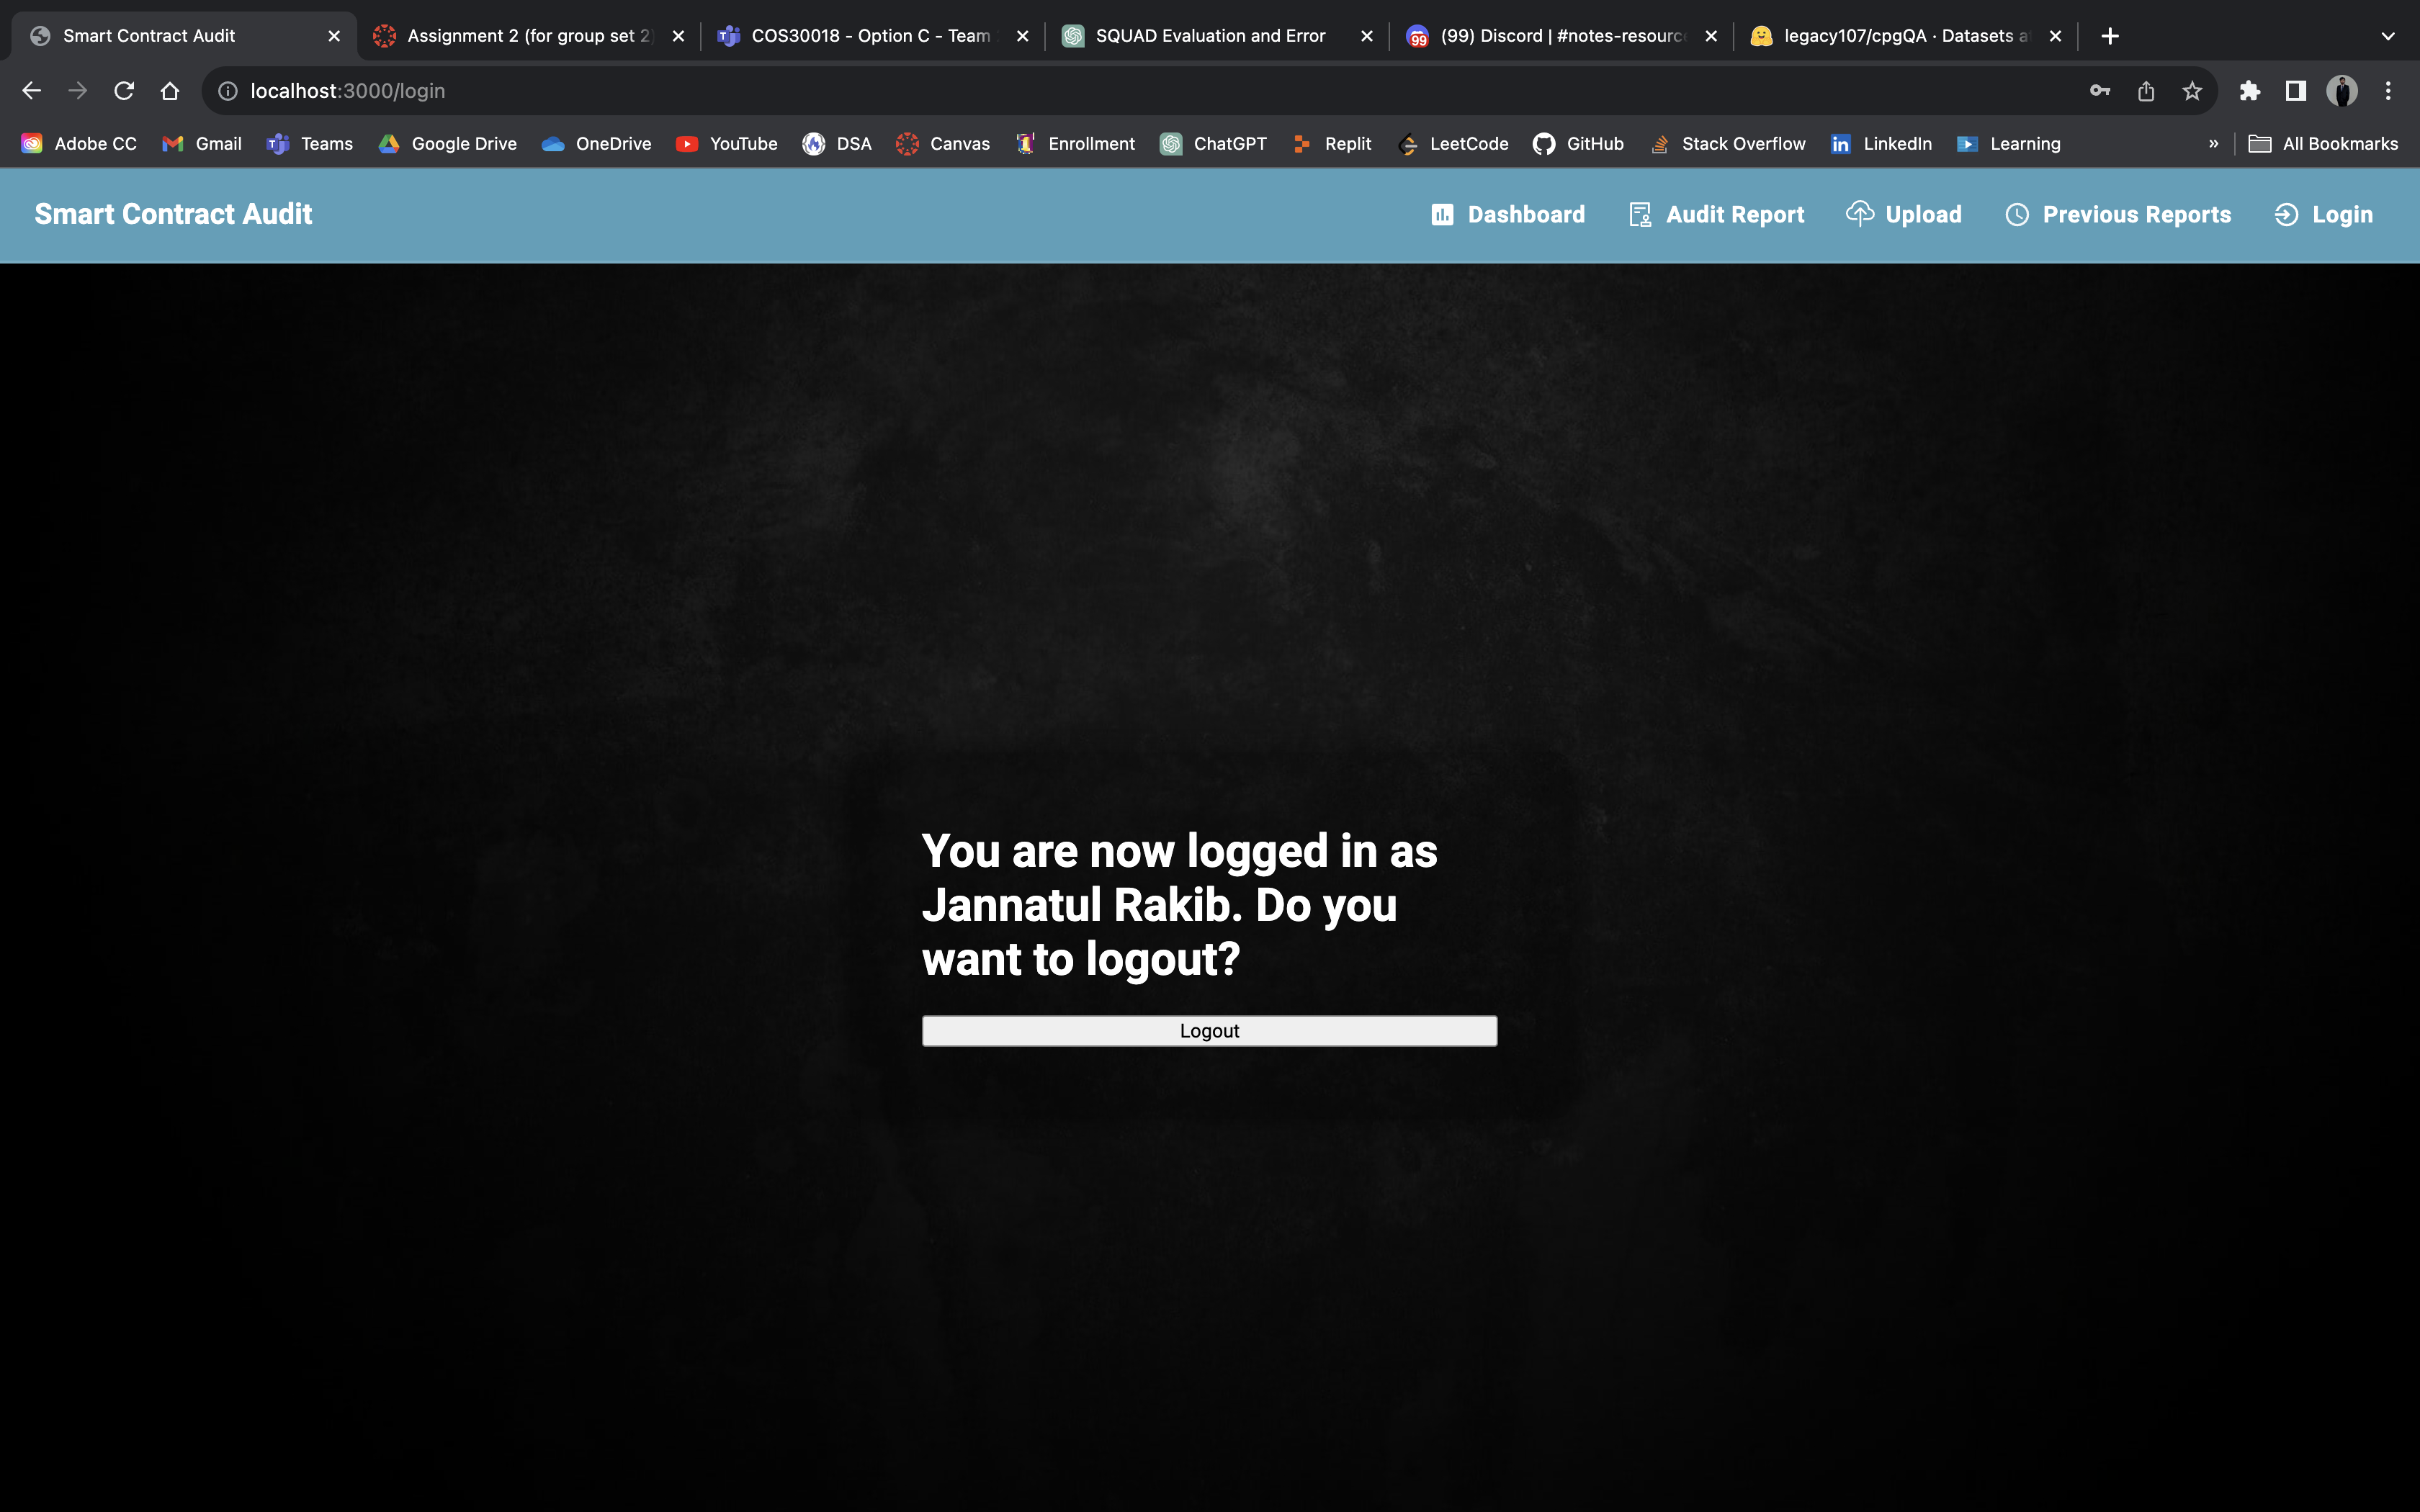 Smart Contract Audit
Assignment 2 (for group set 2)
COS30018 - Option C - Team
SQUAD Evaluation and Error
(99) Discord | #notes-resourc
legacy107/cpgQA · Datasets a
localhost:3000/login
Adobe CC
Gmail
Teams
Google Drive
OneDrive
YouTube
DSA
Canvas
Enrollment
ChatGPT
Replit
LeetCode
GitHub
Stack Overflow
LinkedIn
Learning
»
All Bookmarks
Smart Contract Audit
Dashboard
Audit Report
Upload
Previous Reports
Login
You are now logged in as
Jannatul Rakib. Do you
want to logout?
Logout